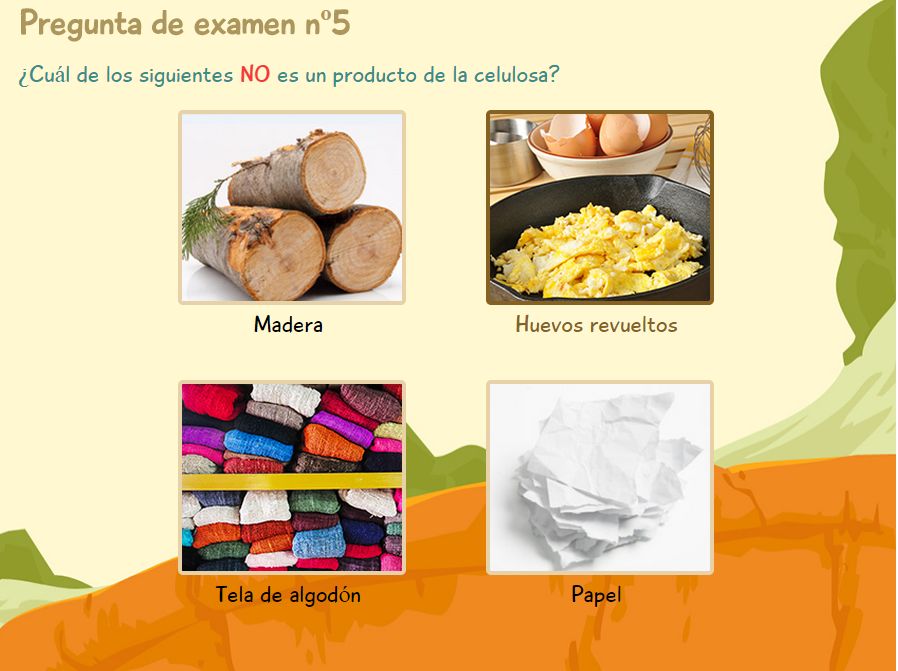 Pregunta de examen nº5
¿Cuál de los siguientes NO es un producto de la celulosa?
Madera
Huevos revueltos
Tela de algodón
Papel